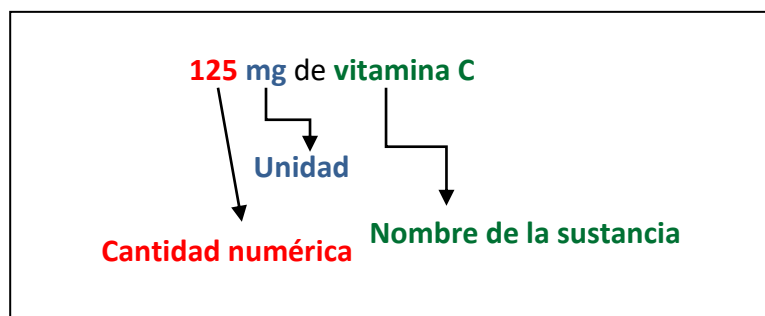 125 mg de vitamina C
Unidad
Nombre de la sustancia
Cantidad numérica